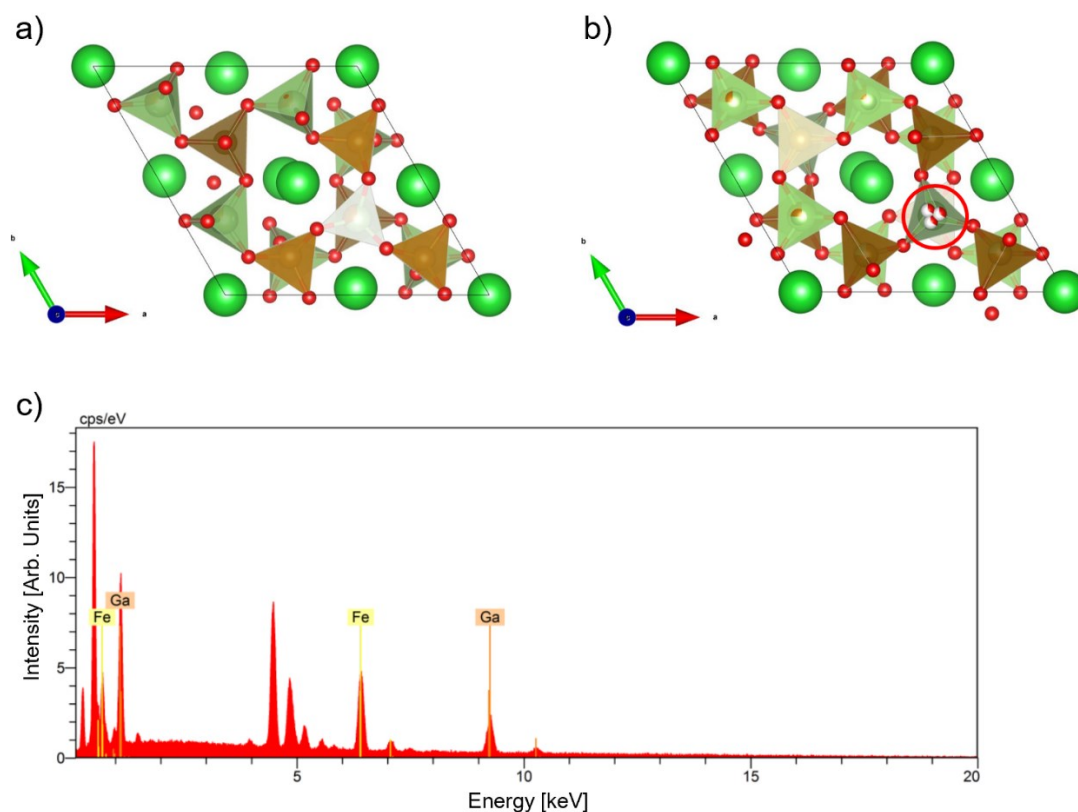 a)
b)
b
a
c
b
a
c
c)
cps/eV
Intensity [Arb. Units]
15
10
5
0
Fe
Ga
Fe
Ga
5
10
15
20
Energy [keV]